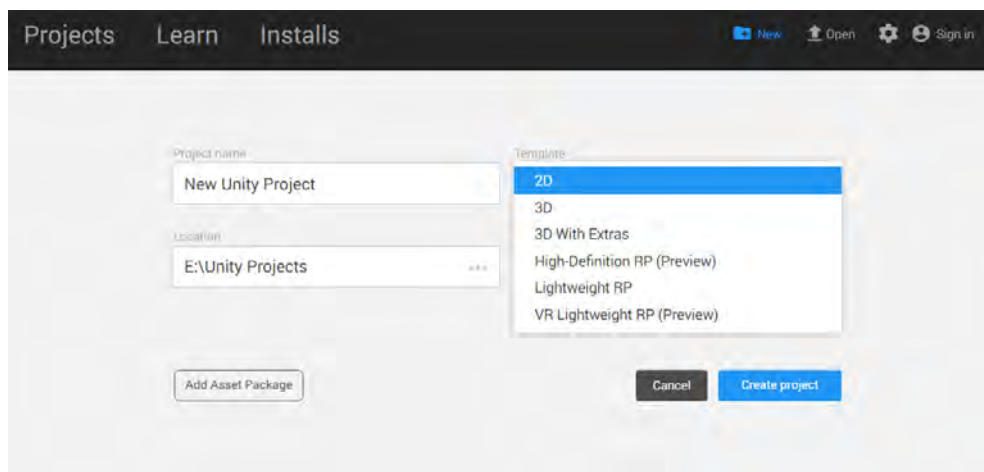 Projects Learn Installs New Open Sign in
Project name
New Unity Project
Location
E:\Unity Projects
Template
2D
3D
3D With Extras
High-Definition RP (Preview)
Lightweight RP
VR Lightweight RP (Preview)
Add Asset Package
Cancel
Create project